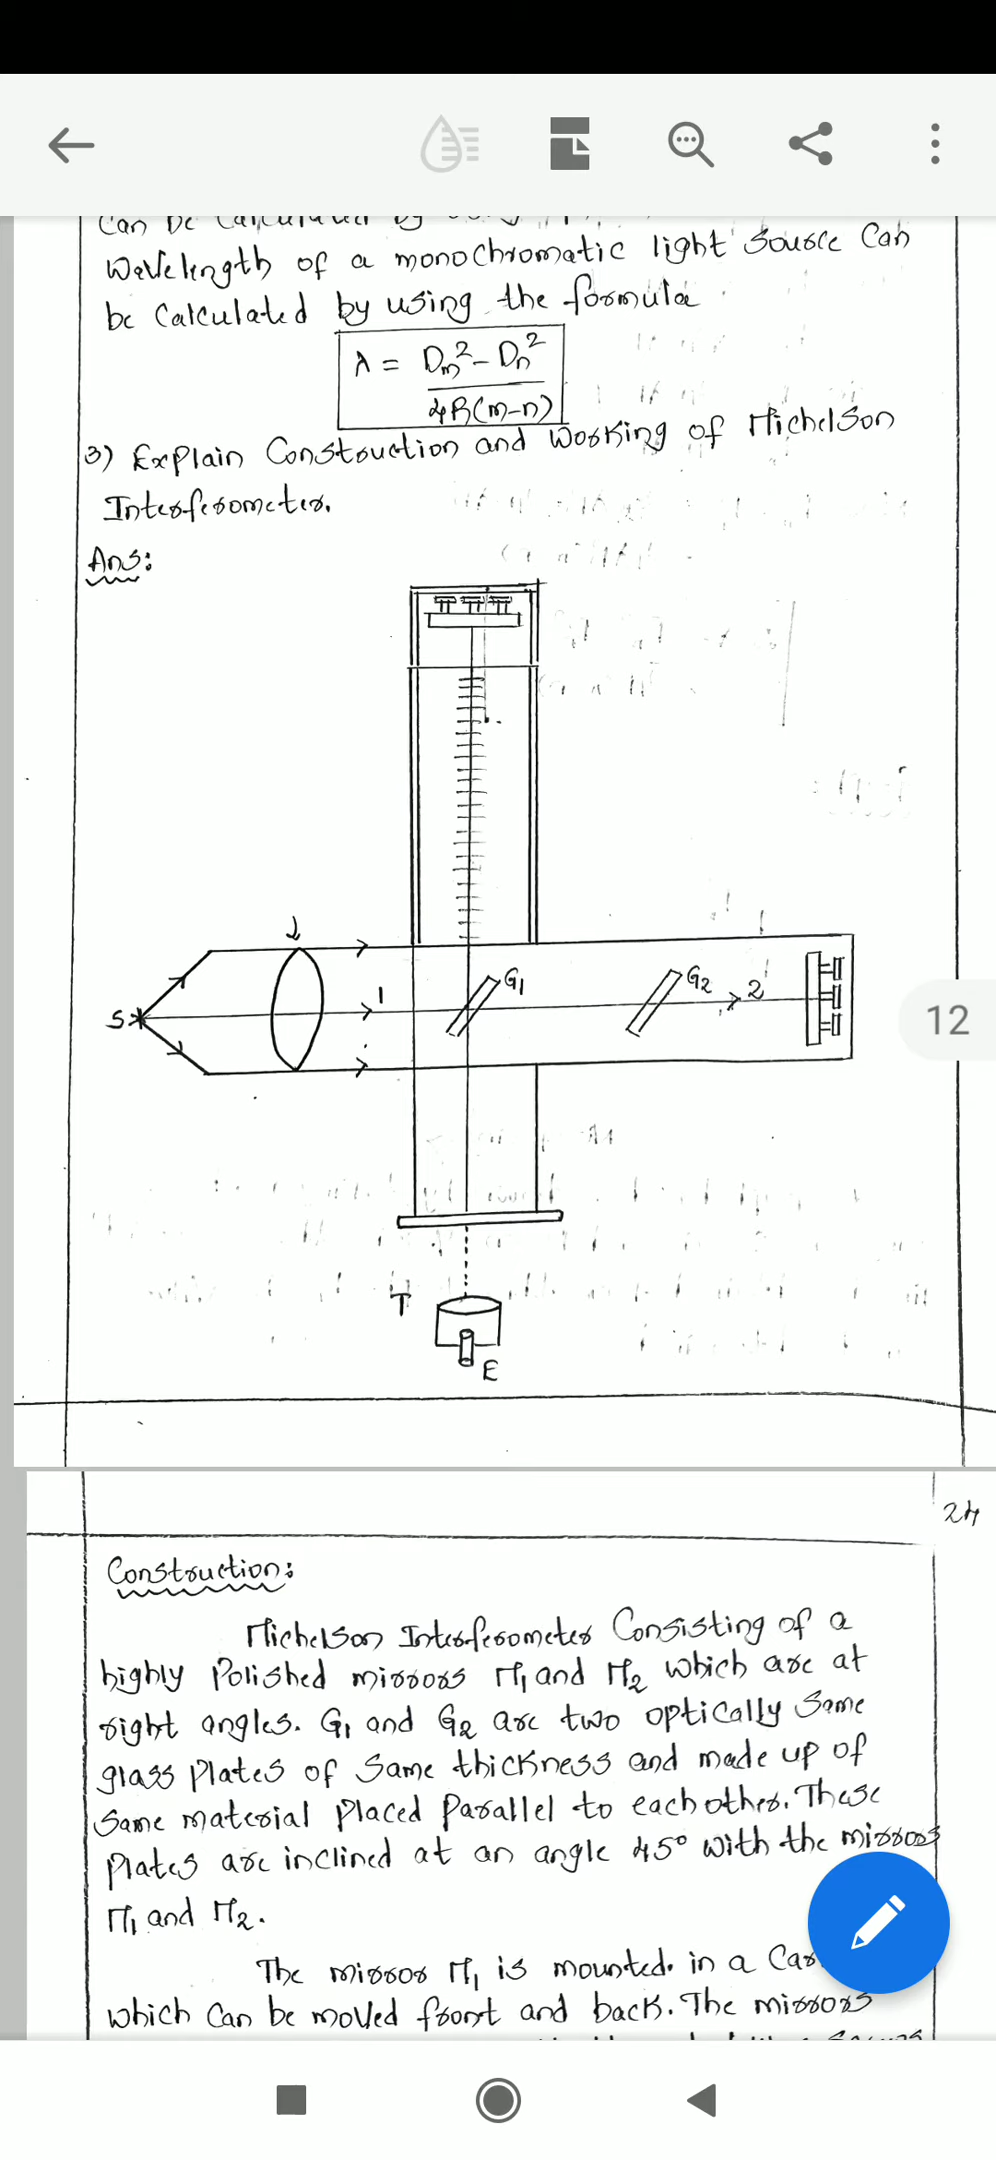 Wavelength of a monochromatic light source can
be calculated by using the formula
λ = Dm² - Dn² / 4R(m-n)
3) Explain Construction and Working of Michelson
Interferometer.
Ans:
G1
G2
2
1
S
12
T
E
24
Construction:
Michelson Interferometer Consisting of a
highly Polished mirrors M1 and M2 which are at
right angles. G1 and G2 are two optically Same
glass Plates of Same thickness and made up of
Same material Placed Parallel to each other. These
Plates are inclined at an angle 45° with the mirrors
M1 and M2.
The mirror M1 is mounted in a
which can be moved front and back. The mirrors